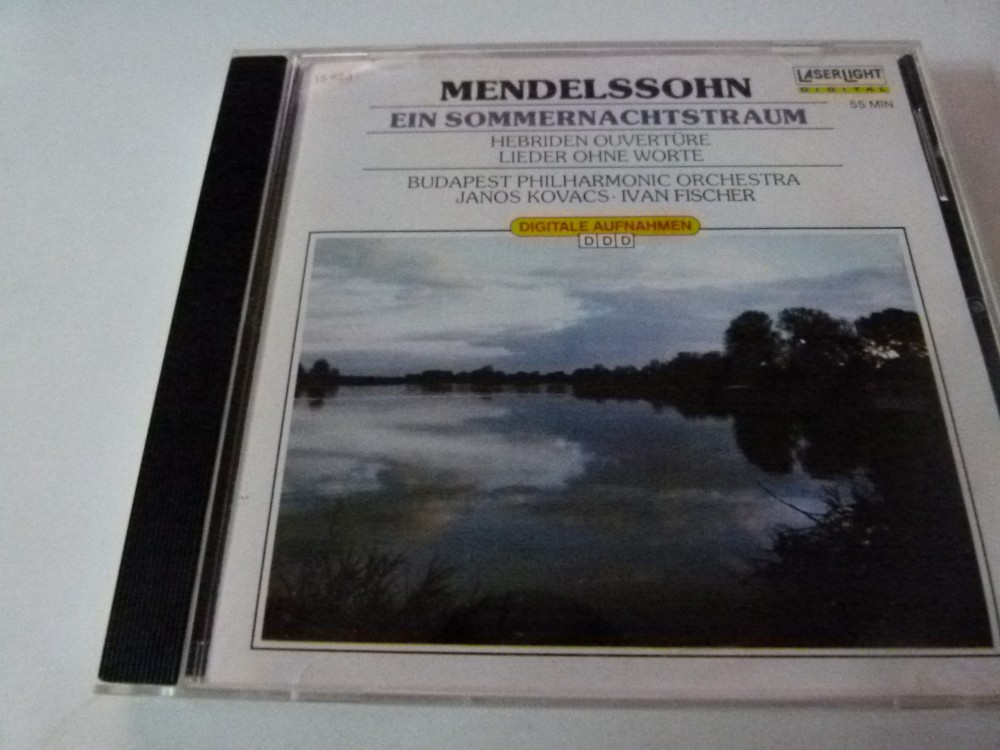 MENDELSSOHN
LASERLIGHT
DIGITAL
55 MIN
EIN SOMMERNACHTSTRAUM
HEBRIDEN OUVERTÜRE
LIEDER OHNE WORTE
BUDAPEST PHILHARMONIC ORCHESTRA
JANOS KOVACS · IVAN FISCHER
DIGITALE AUFNAHMEN
DDD